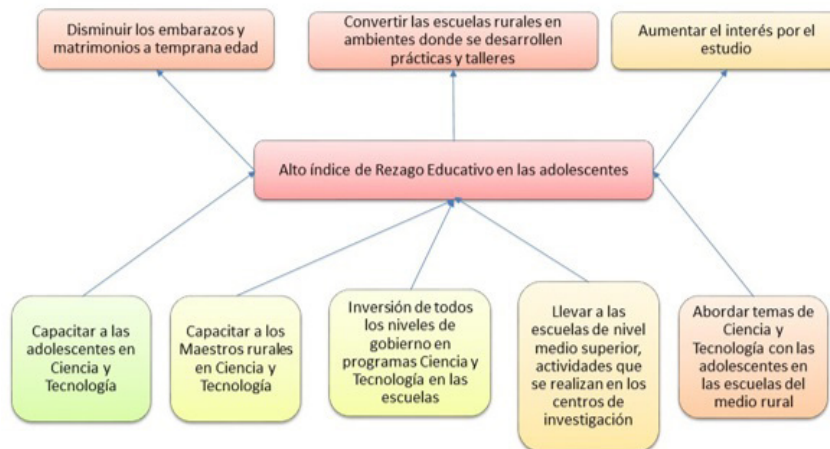 Disminuir los embarazos y
matrimonios a temprana edad
Convertir las escuelas rurales en
ambientes donde se desarrollen
prácticas y talleres
Aumentar el interés por el
estudio
Alto índice de Rezago Educativo en las adolescentes
Capacitar a las
adolescentes en
Ciencia y
Tecnología
Capacitar a los
Maestros rurales
en Ciencia y
Tecnología
Inversión de todos
los niveles de
gobierno en
programas Ciencia y
Tecnología en las
escuelas
Llevar a las
escuelas de nivel
medio superior,
actividades que
se realizan en los
centros de
investigación
Abordar temas de
Ciencia y
Tecnología con las
adolescentes en
las escuelas del
medio rural